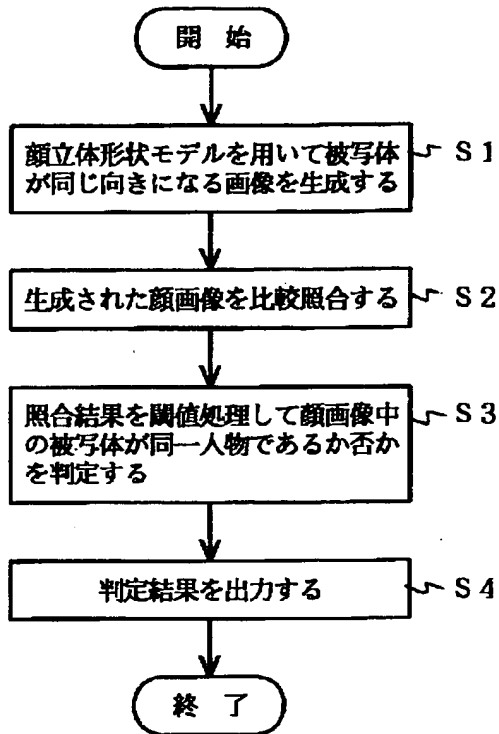 開 始
顔立体形状モデルを用いて被写体
が同じ向きになる画像を生成する
S1
生成された顔画像を比較照合する
S2
照合結果を閾値処理して顔画像中
の被写体が同一人物であるか否か
を判定する
S3
判定結果を出力する
S4
終 了